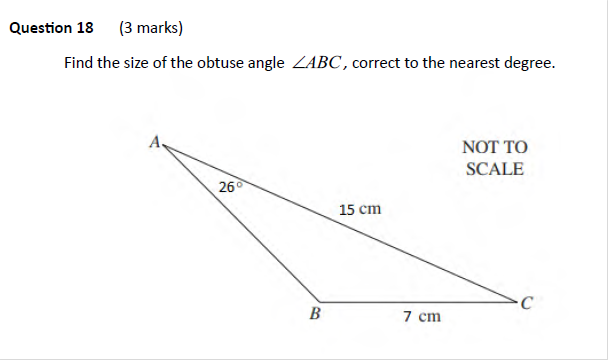 Question 18 (3 marks)
Find the size of the obtuse angle ∠ABC, correct to the nearest degree.
A
NOT TO
SCALE
26°
15 cm
B
7 cm
C